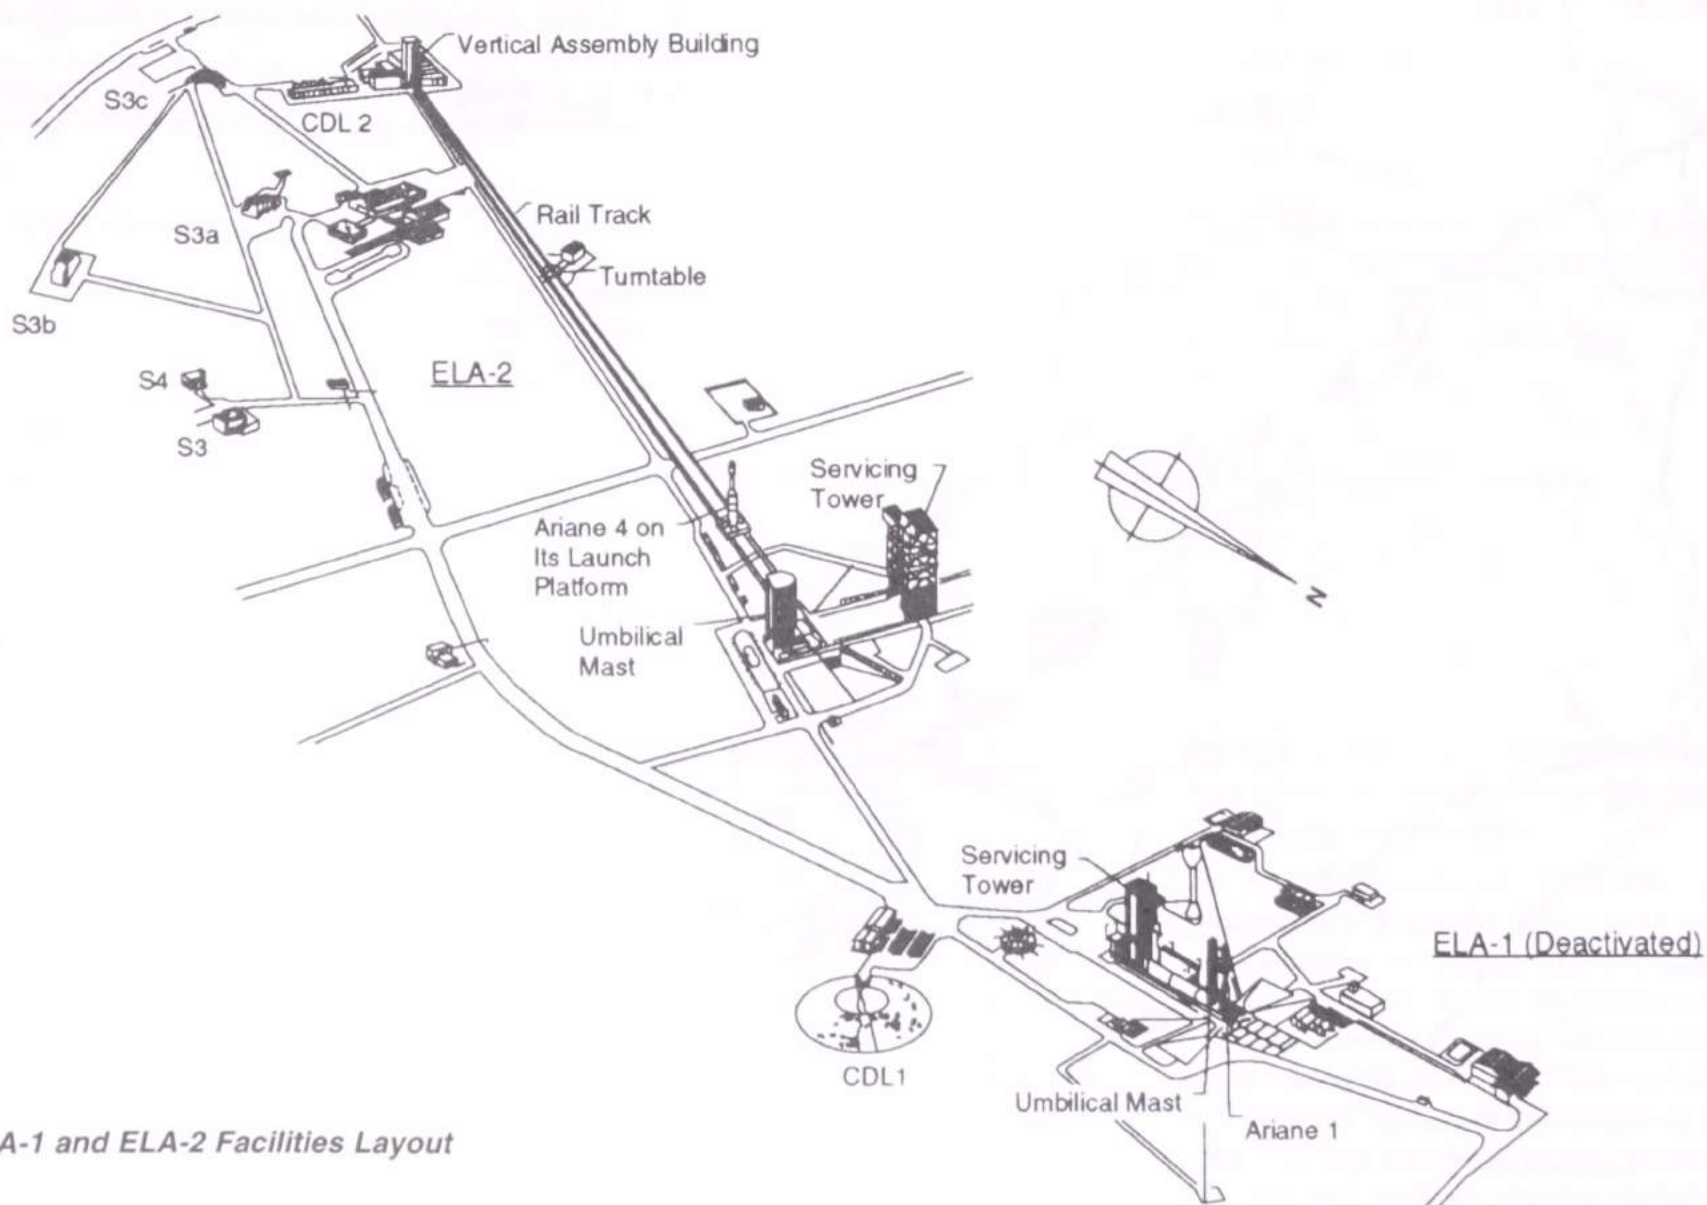 Vertical Assembly Building
S3c
CDL 2
Rail Track
S3a
Turntable
S3b
ELA-2
S4
S3
Servicing
Tower
Ariane 4 on
Its Launch
Platform
N
Umbilical
Mast
Servicing
Tower
ELA-1 (Deactivated)
CDL1
Umbilical Mast
Ariane 1
A-1 and ELA-2 Facilities Layout